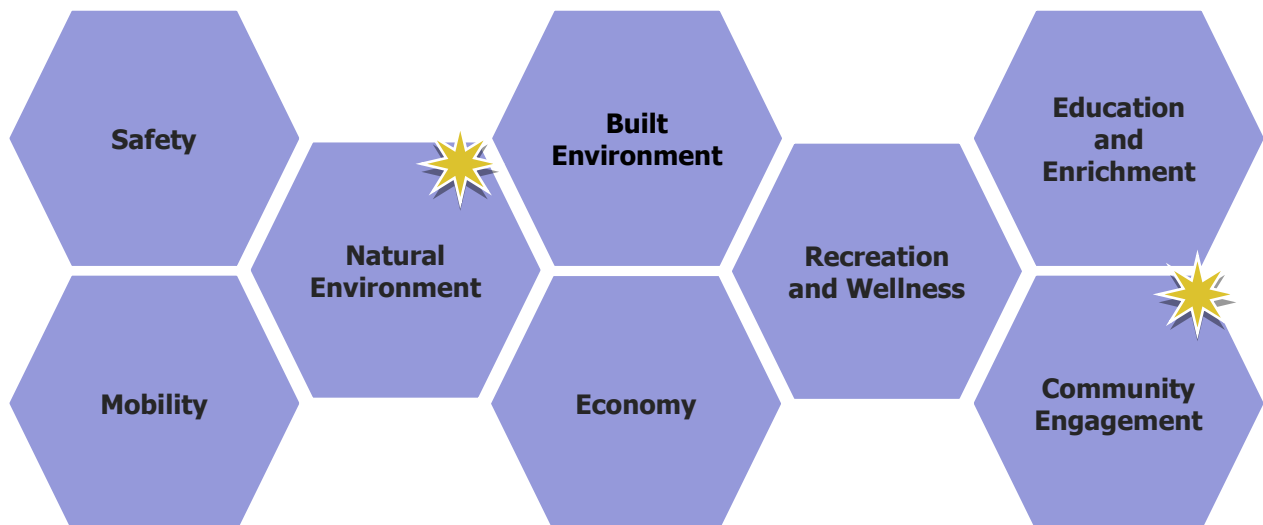 Safety
Mobility
Natural
Environment
Built
Environment
Economy
Recreation
and Wellness
Education
and
Enrichment
Community
Engagement